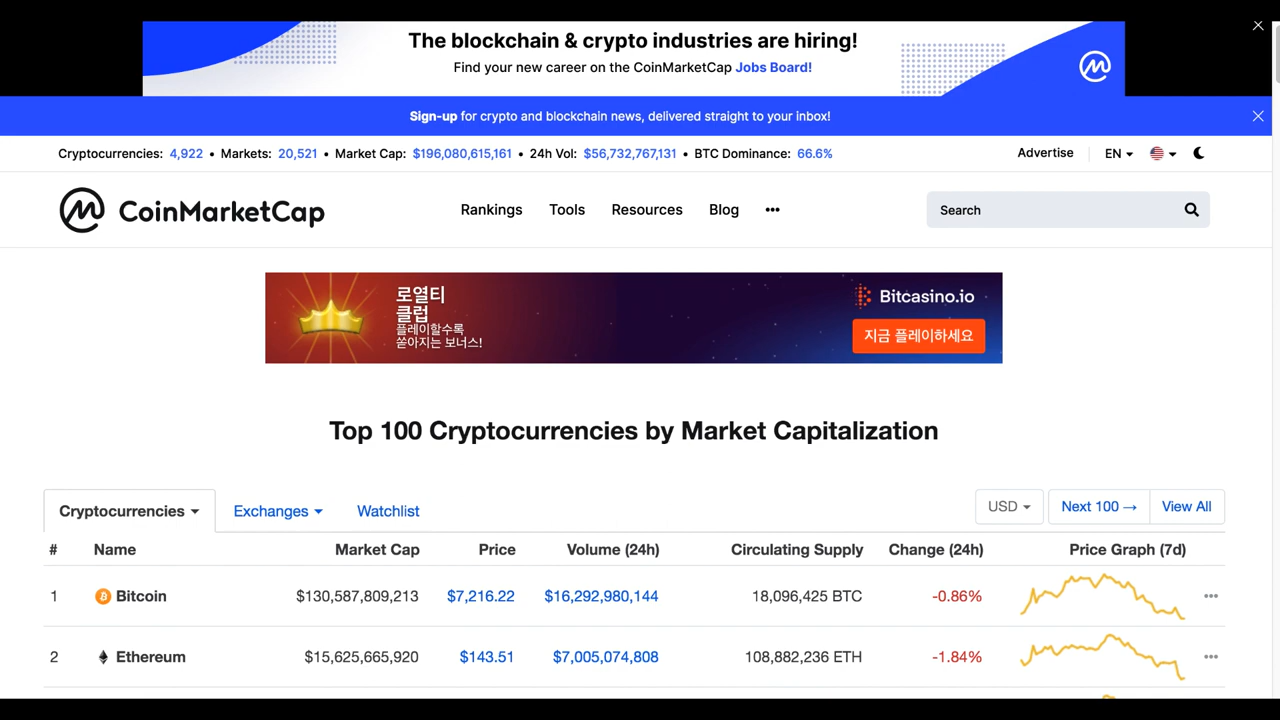 The blockchain & crypto industries are hiring!
Find your new career on the CoinMarketCap Jobs Board!
Sign-up for crypto and blockchain news, delivered straight to your inbox!
Cryptocurrencies: 4,922 • Markets: 20,521 • Market Cap: $196,080,615,161 • 24h Vol: $56,732,767,131 • BTC Dominance: 66.6% Advertise EN
CoinMarketCap Rankings Tools Resources Blog ••• Search
로열티
클럽
플레이할수록
쏟아지는 보너스!
Bitcasino.io
지금 플레이하세요
Top 100 Cryptocurrencies by Market Capitalization
Cryptocurrencies Exchanges Watchlist USD Next 100 → View All
# Name Market Cap Price Volume (24h) Circulating Supply Change (24h) Price Graph (7d)
1 Bitcoin $130,587,809,213 $7,216.22 $16,292,980,144 18,096,425 BTC -0.86% •••
2 Ethereum $15,625,665,920 $143.51 $7,005,074,808 108,882,236 ETH -1.84% •••